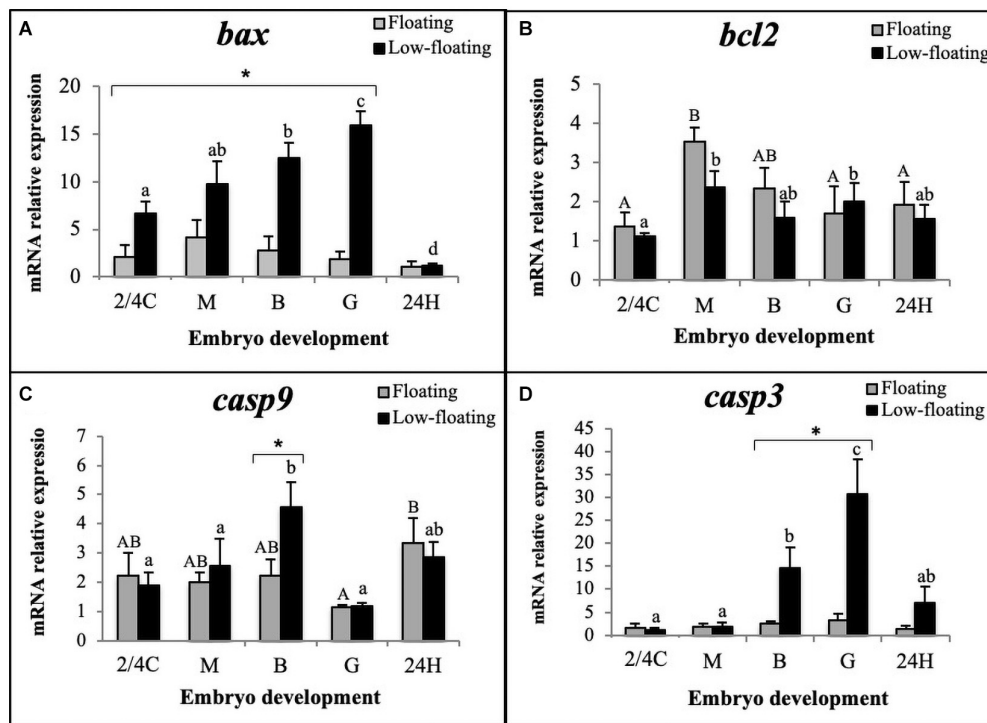 A
bax
Floating
Low-floating
*
mRNA relative expression
20
15
10
5
0
a
ab
b
c
d
2/4C
M
B
G
24H
Embryo development
B
bcl2
Floating
Low-floating
mRNA relative expression
5
4
3
2
1
0
A
a
B
b
AB
ab
A
b
A
ab
2/4C
M
B
G
24H
Embryo development
C
casp9
Floating
Low-floating
*
mRNA relative expressio
7
6
5
4
3
2
1
0
AB
a
AB
a
AB
b
A
a
B
ab
2/4C
M
B
G
24H
Embryo development
D
casp3
Floating
Low-floating
*
mRNA relative expression
45
40
35
30
25
20
15
10
5
0
a
a
b
c
ab
2/4C
M
B
G
24H
Embryo development